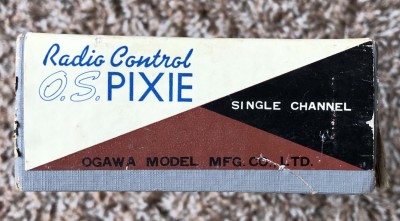 Radio Control
O.S. PIXIE
SINGLE CHANNEL
OGAWA MODEL MFG. CO. LTD.